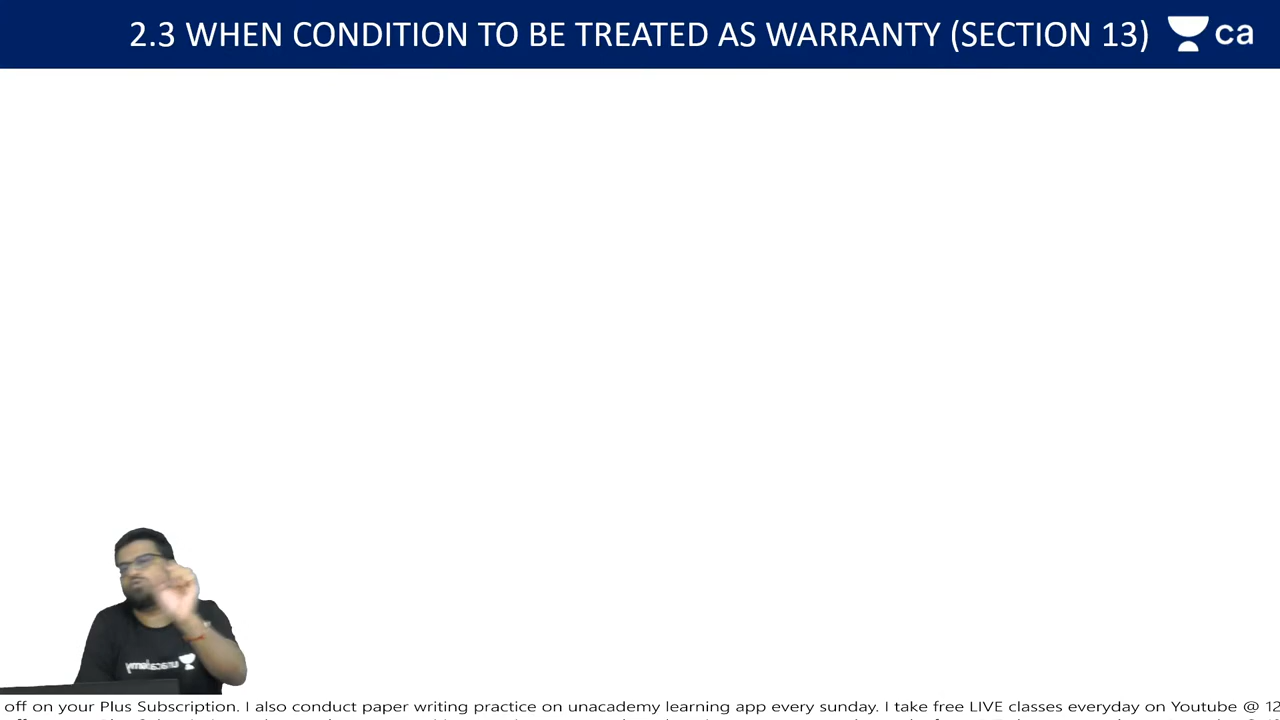 2.3 WHEN CONDITION TO BE TREATED AS WARRANTY (SECTION 13)
ca
unacademy
off on your Plus Subscription. I also conduct paper writing practice on unacademy learning app every sunday. I take free LIVE classes everyday on Youtube @ 12